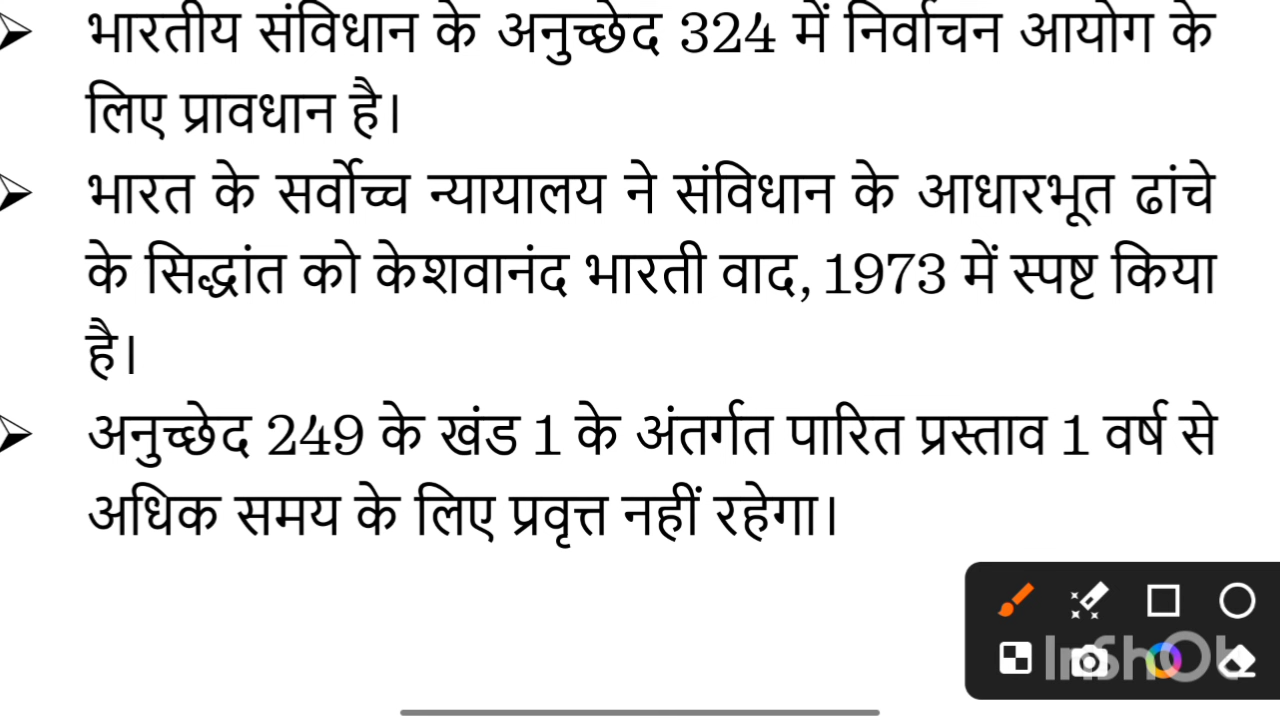 भारतीय संविधान के अनुच्छेद 324 में निर्वाचन आयोग के
लिए प्रावधान है।
भारत के सर्वोच्च न्यायालय ने संविधान के आधारभूत ढांचे
के सिद्धांत को केशवानंद भारती वाद, 1973 में स्पष्ट किया
है।
अनुच्छेद 249 के खंड 1 के अंतर्गत पारित प्रस्ताव 1 वर्ष से
अधिक समय के लिए प्रवृत्त नहीं रहेगा।
InShOt